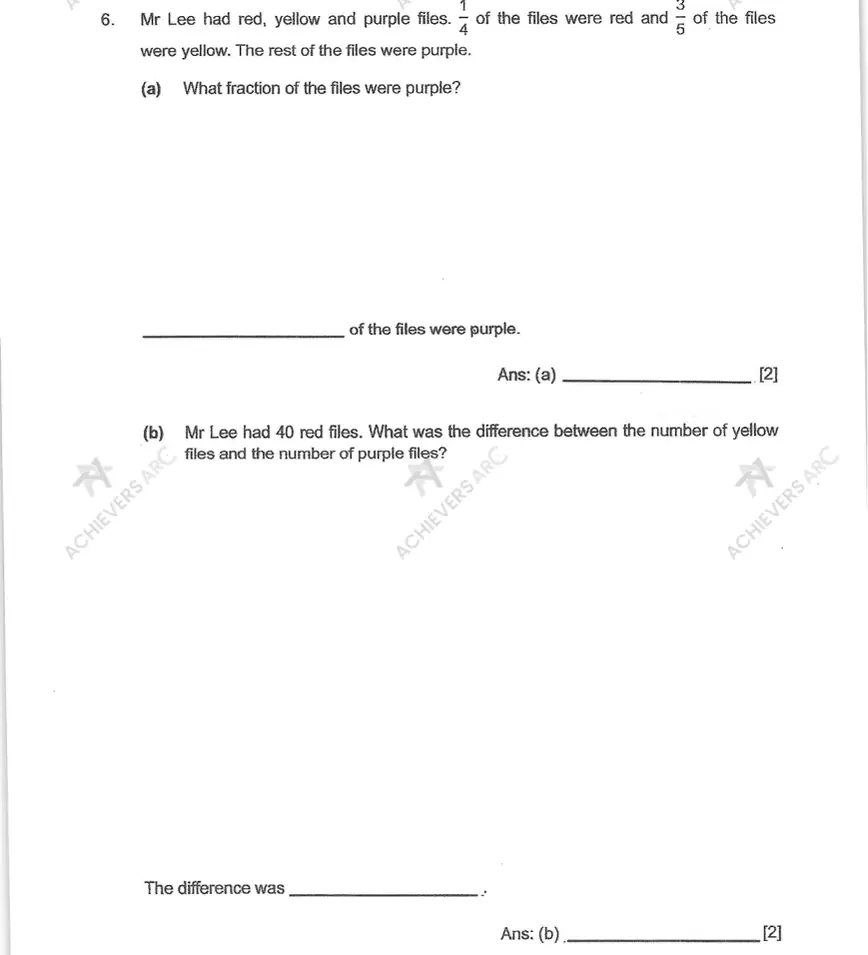 6. Mr Lee had red, yellow and purple files. 1/4 of the files were red and 3/5 of the files
were yellow. The rest of the files were purple.
(a) What fraction of the files were purple?
____________________ of the files were purple.
Ans: (a) ____________________ [2]
(b) Mr Lee had 40 red files. What was the difference between the number of yellow
files and the number of purple files?
ACHIEVERS ARC
ACHIEVERS ARC
ACHIEVERS ARC
The difference was ____________________.
Ans: (b) ____________________ [2]